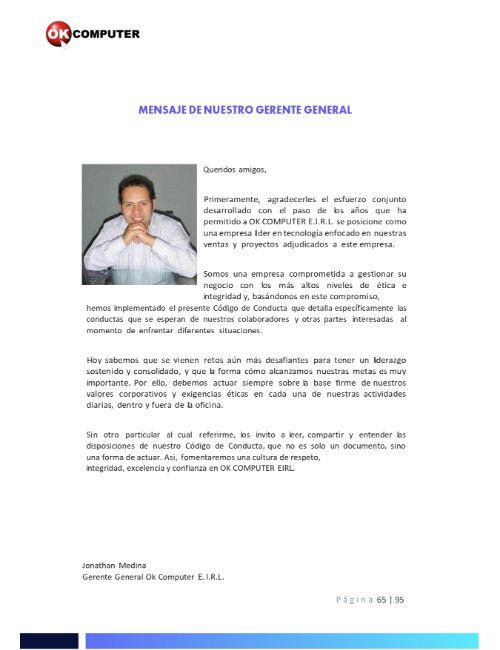 OK COMPUTER
MENSAJE DE NUESTRO GERENTE GENERAL
Queridos amigos,
Primeramente, agradecerles el esfuerzo conjunto
desarrollado con el paso de los años que ha
permitido a OK COMPUTER E.I.R.L. se posicione como
una empresa líder en tecnología enfocado en nuestras
ventas y proyectos adjudicados a este empresa.
Somos una empresa comprometida a gestionar su
negocio con los más altos niveles de ética e
integridad y, basándonos en este compromiso,
hemos implementado el presente Código de Conducta que detalla específicamente las
conductas que se esperan de nuestros colaboradores y otras partes interesadas al
momento de enfrentar diferentes situaciones.
Hoy sabemos que se vienen retos aún más desafiantes para tener un liderazgo
sostenido y consolidado, y que la forma cómo alcanzamos nuestras metas es muy
importante. Por ello, debemos actuar siempre sobre la base firme de nuestros
valores corporativos y exigencias éticas en cada una de nuestras actividades
diarias, dentro y fuera de la oficina.
Sin otro particular al cual referirme, los invito a leer, compartir y entender las
disposiciones de nuestro Código de Conducta, que no es solo un documento, sino
una forma de actuar. Asi, fomentaremos una cultura de respeto,
integridad, excelencia y confianza en OK COMPUTER EIRL.
Jonathan Medina
Gerente General Ok Computer E.I.R.L.
Página 65 | 95